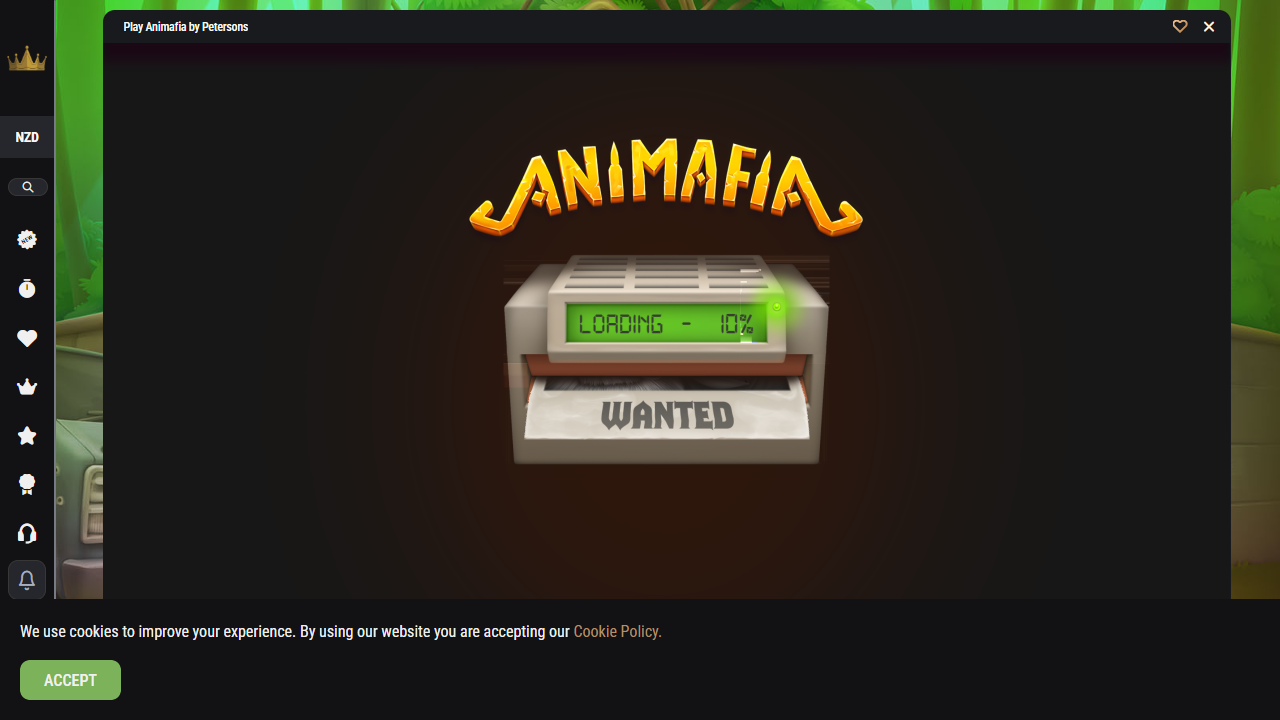 Play Animafia by Petersons
NZD
NEW
ANIMAFIA
LOADING - 10%
WANTED
We use cookies to improve your experience. By using our website you are accepting our Cookie Policy.
ACCEPT